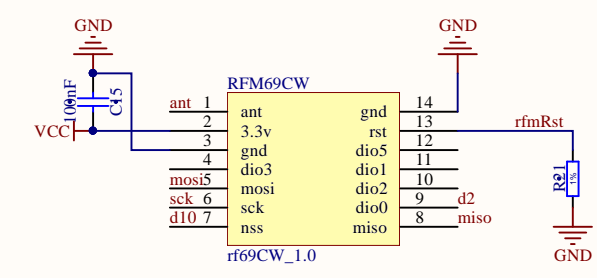 GND
GND
100nF
C15
VCC
RFM69CW
ant 1 ant gnd 14
2 3.3v rst 13 rfmRst
3 gnd dio5 12
4 dio3 dio1 11
mosi 5 mosi dio2 10
sck 6 sck dio0 9 d2
d10 7 nss miso 8 miso
rf69CW_1.0
R21
1%
GND